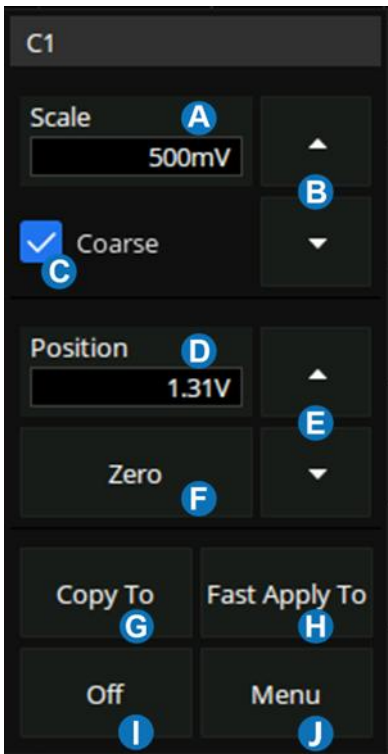 C1
Scale A
500mV
B
Coarse
C
Position D
1.31V
E
Zero
F
Copy To Fast Apply To
G H
Off Menu
I J